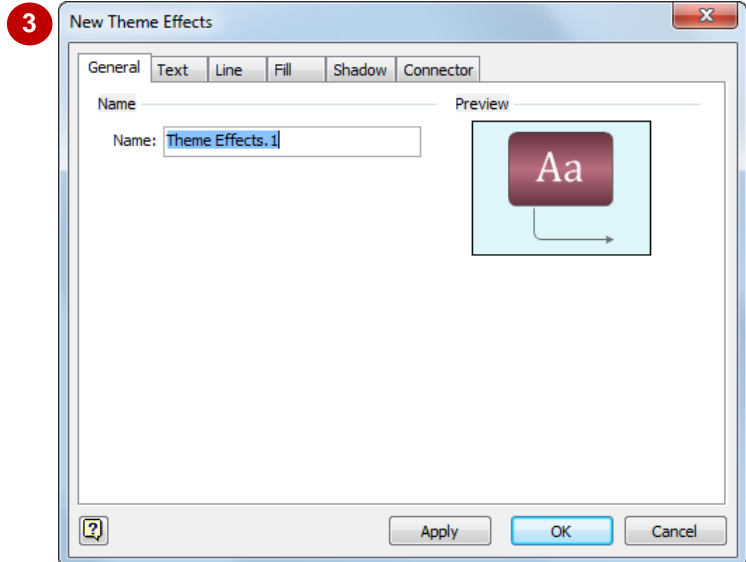 3
New Theme Effects
x
General Text Line Fill Shadow Connector
Name Preview
Name: Theme Effects.1
Aa
?
Apply OK Cancel